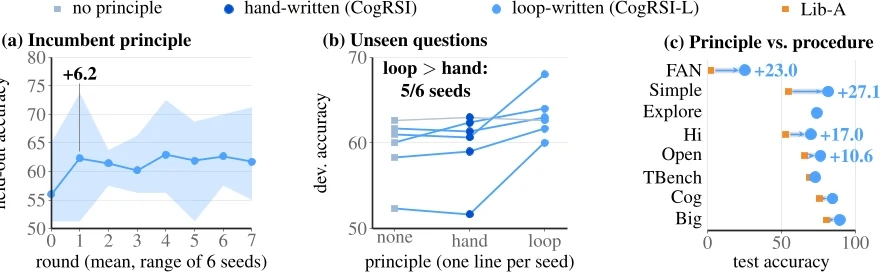 no principle hand-written (CogRSI) loop-written (CogRSI-L) Lib-A
(a) Incumbent principle
80
75
70
65
60
55
50
+6.2
held-out accuracy
0 1 2 3 4 5 6 7
round (mean, range of 6 seeds)
(b) Unseen questions
70
60
50
loop > hand:
5/6 seeds
dev. accuracy
none hand loop
principle (one line per seed)
(c) Principle vs. procedure
FAN +23.0
Simple +27.1
Explore
Hi +17.0
Open +10.6
TBench
Cog
Big
0 50 100
test accuracy